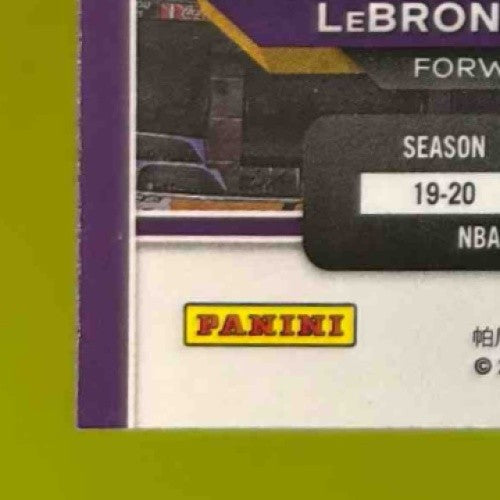 LEBRON
FORW
SEASON
19-20
NBA
PANINI
帕
©